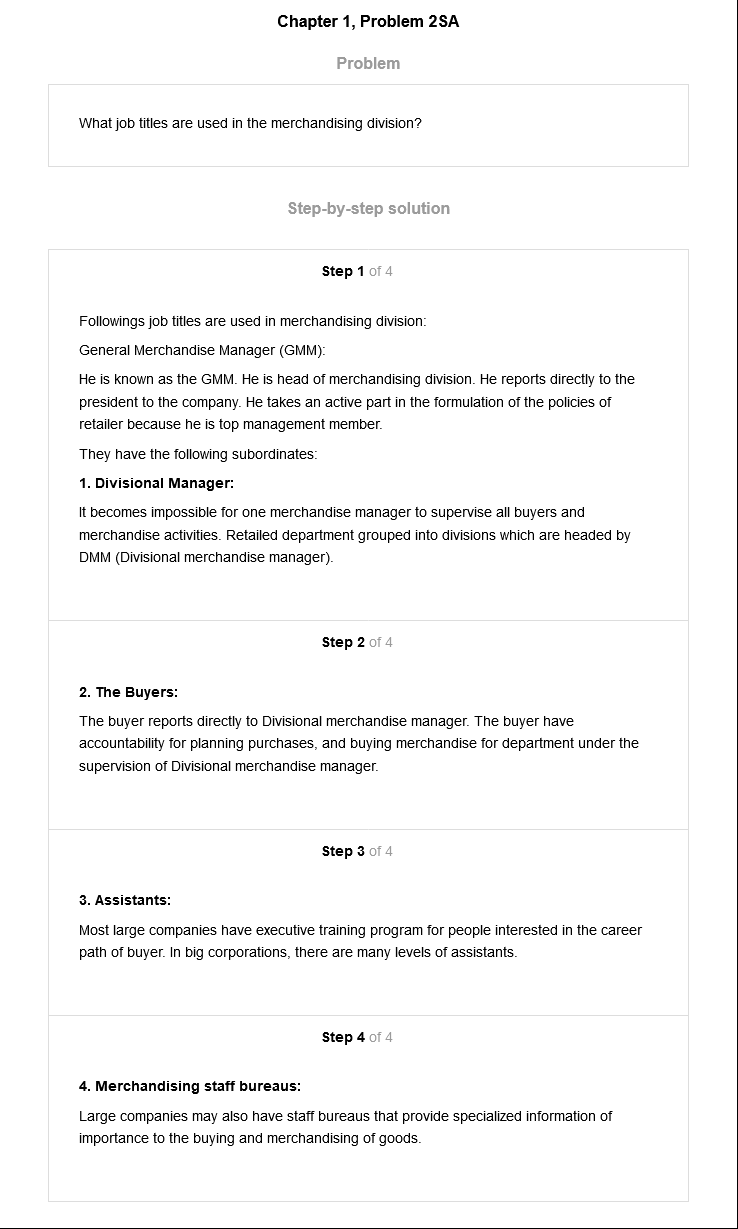 Chapter 1, Problem 2SA
Problem
What job titles are used in the merchandising division?
Step-by-step solution
Step 1 of 4
Followings job titles are used in merchandising division:
General Merchandise Manager (GMM):
He is known as the GMM. He is head of merchandising division. He reports directly to the
president to the company. He takes an active part in the formulation of the policies of
retailer because he is top management member.
They have the following subordinates:
1. Divisional Manager:
It becomes impossible for one merchandise manager to supervise all buyers and
merchandise activities. Retailed department grouped into divisions which are headed by
DMM (Divisional merchandise manager).
Step 2 of 4
2. The Buyers:
The buyer reports directly to Divisional merchandise manager. The buyer have
accountability for planning purchases, and buying merchandise for department under the
supervision of Divisional merchandise manager.
Step 3 of 4
3. Assistants:
Most large companies have executive training program for people interested in the career
path of buyer. In big corporations, there are many levels of assistants.
Step 4 of 4
4. Merchandising staff bureaus:
Large companies may also have staff bureaus that provide specialized information of
importance to the buying and merchandising of goods.